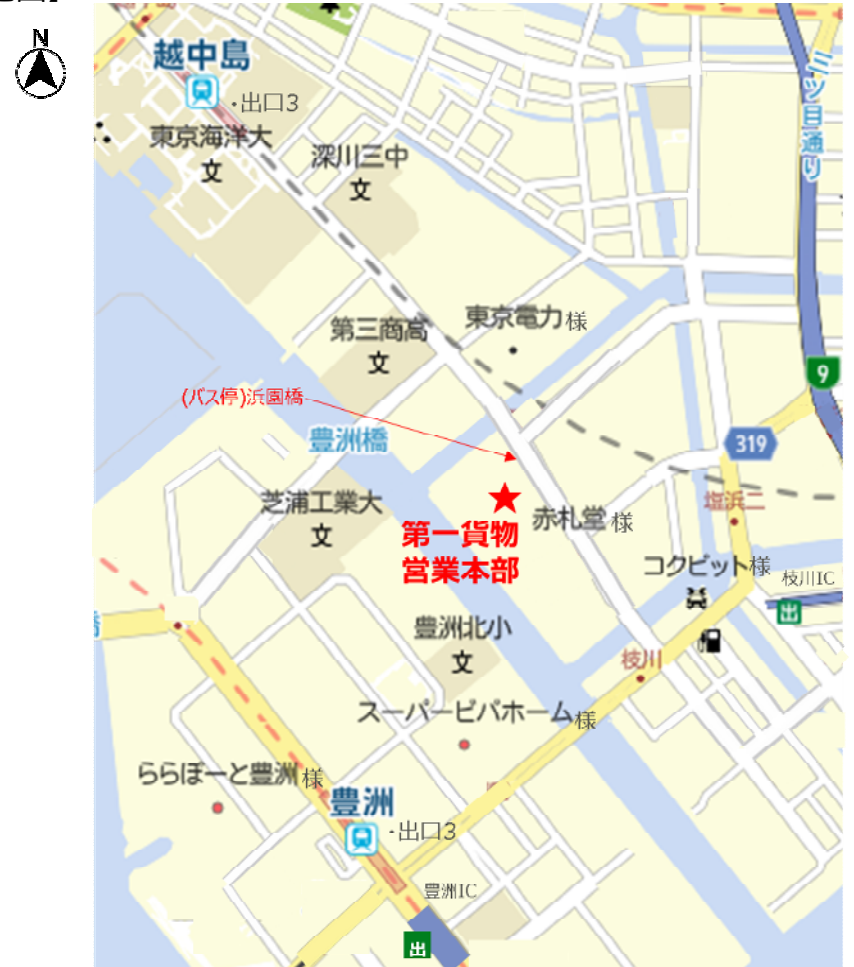 N
越中島
・出口3
東京海洋大
文
深川三中
文
三ツ目通り
第三商高
文
東京電力様
9
(バス停)浜園橋
豊洲橋
319
芝浦工業大
文
第一貨物
営業本部
赤札堂様
塩浜二
コクピット様
枝川IC
出
豊洲北小
文
枝川
スーパービバホーム様
ららぽーと豊洲様
豊洲
・出口3
豊洲IC
出